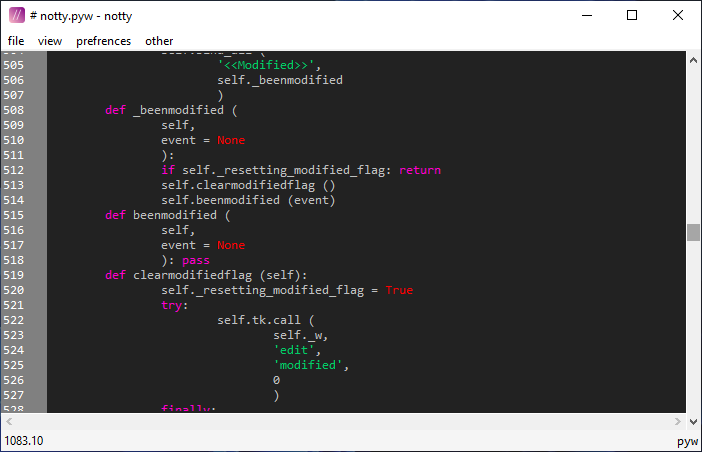 # notty.pyw - notty
file view prefrences other
505 '<<Modified>>',
506 self._beenmodified
507 )
508 def _beenmodified (
509 self,
510 event = None
511 ):
512 if self._resetting_modified_flag: return
513 self.clearmodifiedflag ()
514 self.beenmodified (event)
515 def beenmodified (
516 self,
517 event = None
518 ): pass
519 def clearmodifiedflag (self):
520 self._resetting_modified_flag = True
521 try:
522 self.tk.call (
523 self._w,
524 'edit',
525 'modified',
526 0
527 )
528 finally:
1083.10 pyw